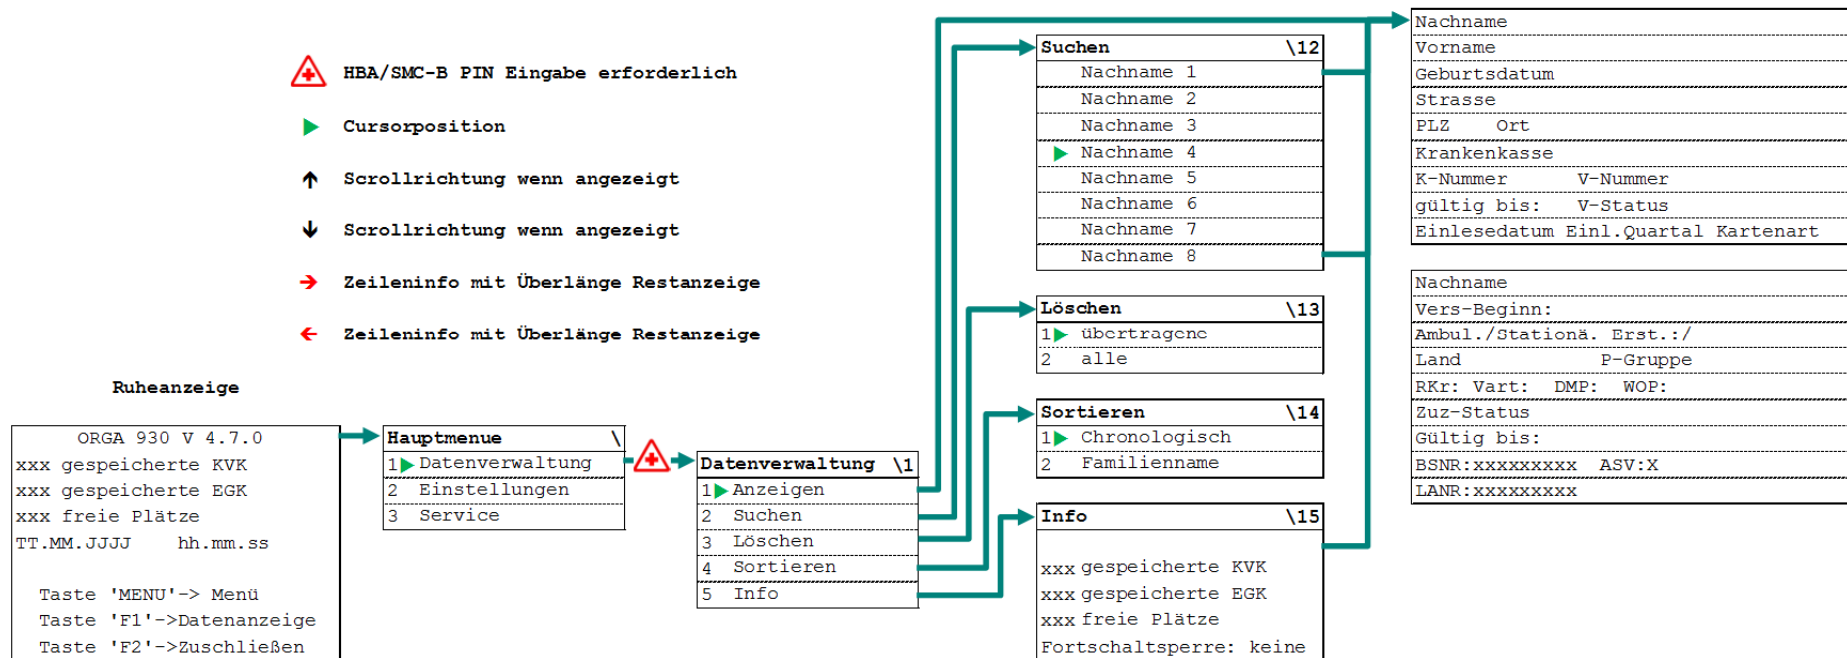 HBA/SMC-B PIN Eingabe erforderlich
Cursorposition
Scrollrichtung wenn angezeigt
Scrollrichtung wenn angezeigt
Zeileninfo mit Überlänge Restanzeige
Zeileninfo mit Überlänge Restanzeige
Ruheanzeige
ORGA 930 V 4.7.0
xxx gespeicherte KVK
xxx gespeicherte EGK
xxx freie Plätze
TT.MM.JJJJ hh.mm.ss
Taste 'MENU'-> Menü
Taste 'F1'->Datenanzeige
Taste 'F2'->Zuschließen
Hauptmenue \
1 Datenverwaltung
2 Einstellungen
3 Service
Datenverwaltung \1
1 Anzeigen
2 Suchen
3 Löschen
4 Sortieren
5 Info
Suchen \12
Nachname 1
Nachname 2
Nachname 3
Nachname 4
Nachname 5
Nachname 6
Nachname 7
Nachname 8
Löschen \13
1 übertragene
2 alle
Sortieren \14
1 Chronologisch
2 Familienname
Info \15
xxx gespeicherte KVK
xxx gespeicherte EGK
xxx freie Plätze
Fortschaltsperre: keine
Nachname
Vorname
Geburtsdatum
Strasse
PLZ Ort
Krankenkasse
K-Nummer V-Nummer
gültig bis: V-Status
Einlesedatum Einl.Quartal Kartenart
Nachname
Vers-Beginn:
Ambul./Stationä. Erst.:/
Land P-Gruppe
RKr: Vart: DMP: WOP:
Zuz-Status
Gültig bis:
BSNR:xxxxxxxxx ASV:X
LANR:xxxxxxxxx